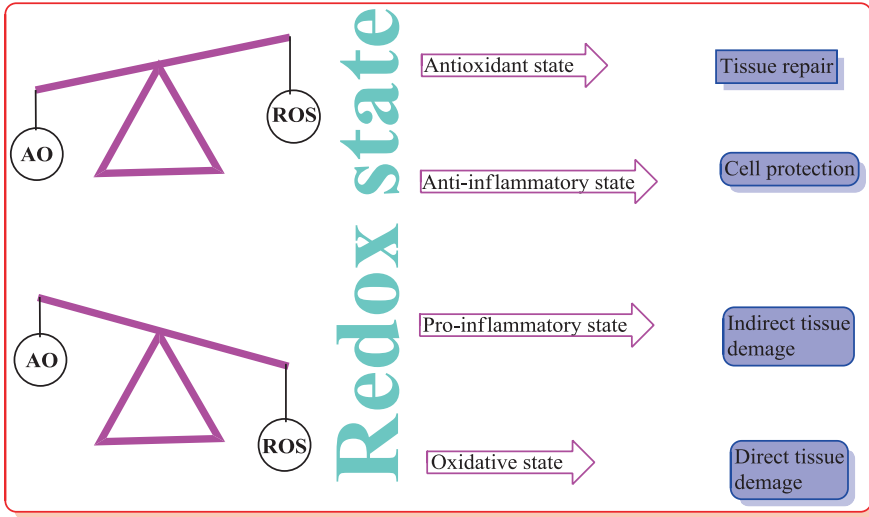 AO
ROS
Redox state
Antioxidant state
Tissue repair
Anti-inflammatory state
Cell protection
AO
ROS
Pro-inflammatory state
Indirect tissue
demage
Oxidative state
Direct tissue
demage